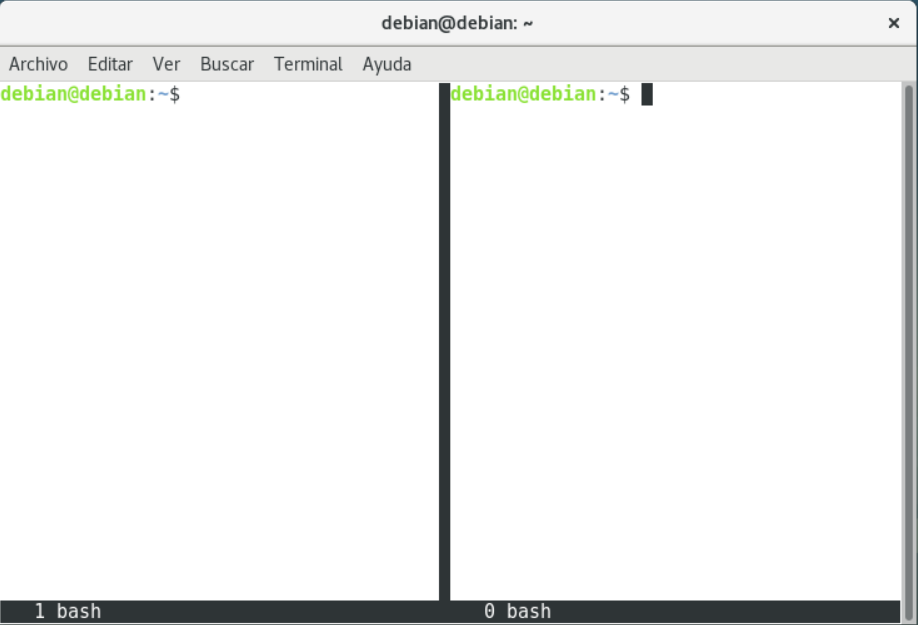 debian@debian: ~
Archivo Editar Ver Buscar Terminal Ayuda
debian@debian:~$
debian@debian:~$
1 bash
0 bash